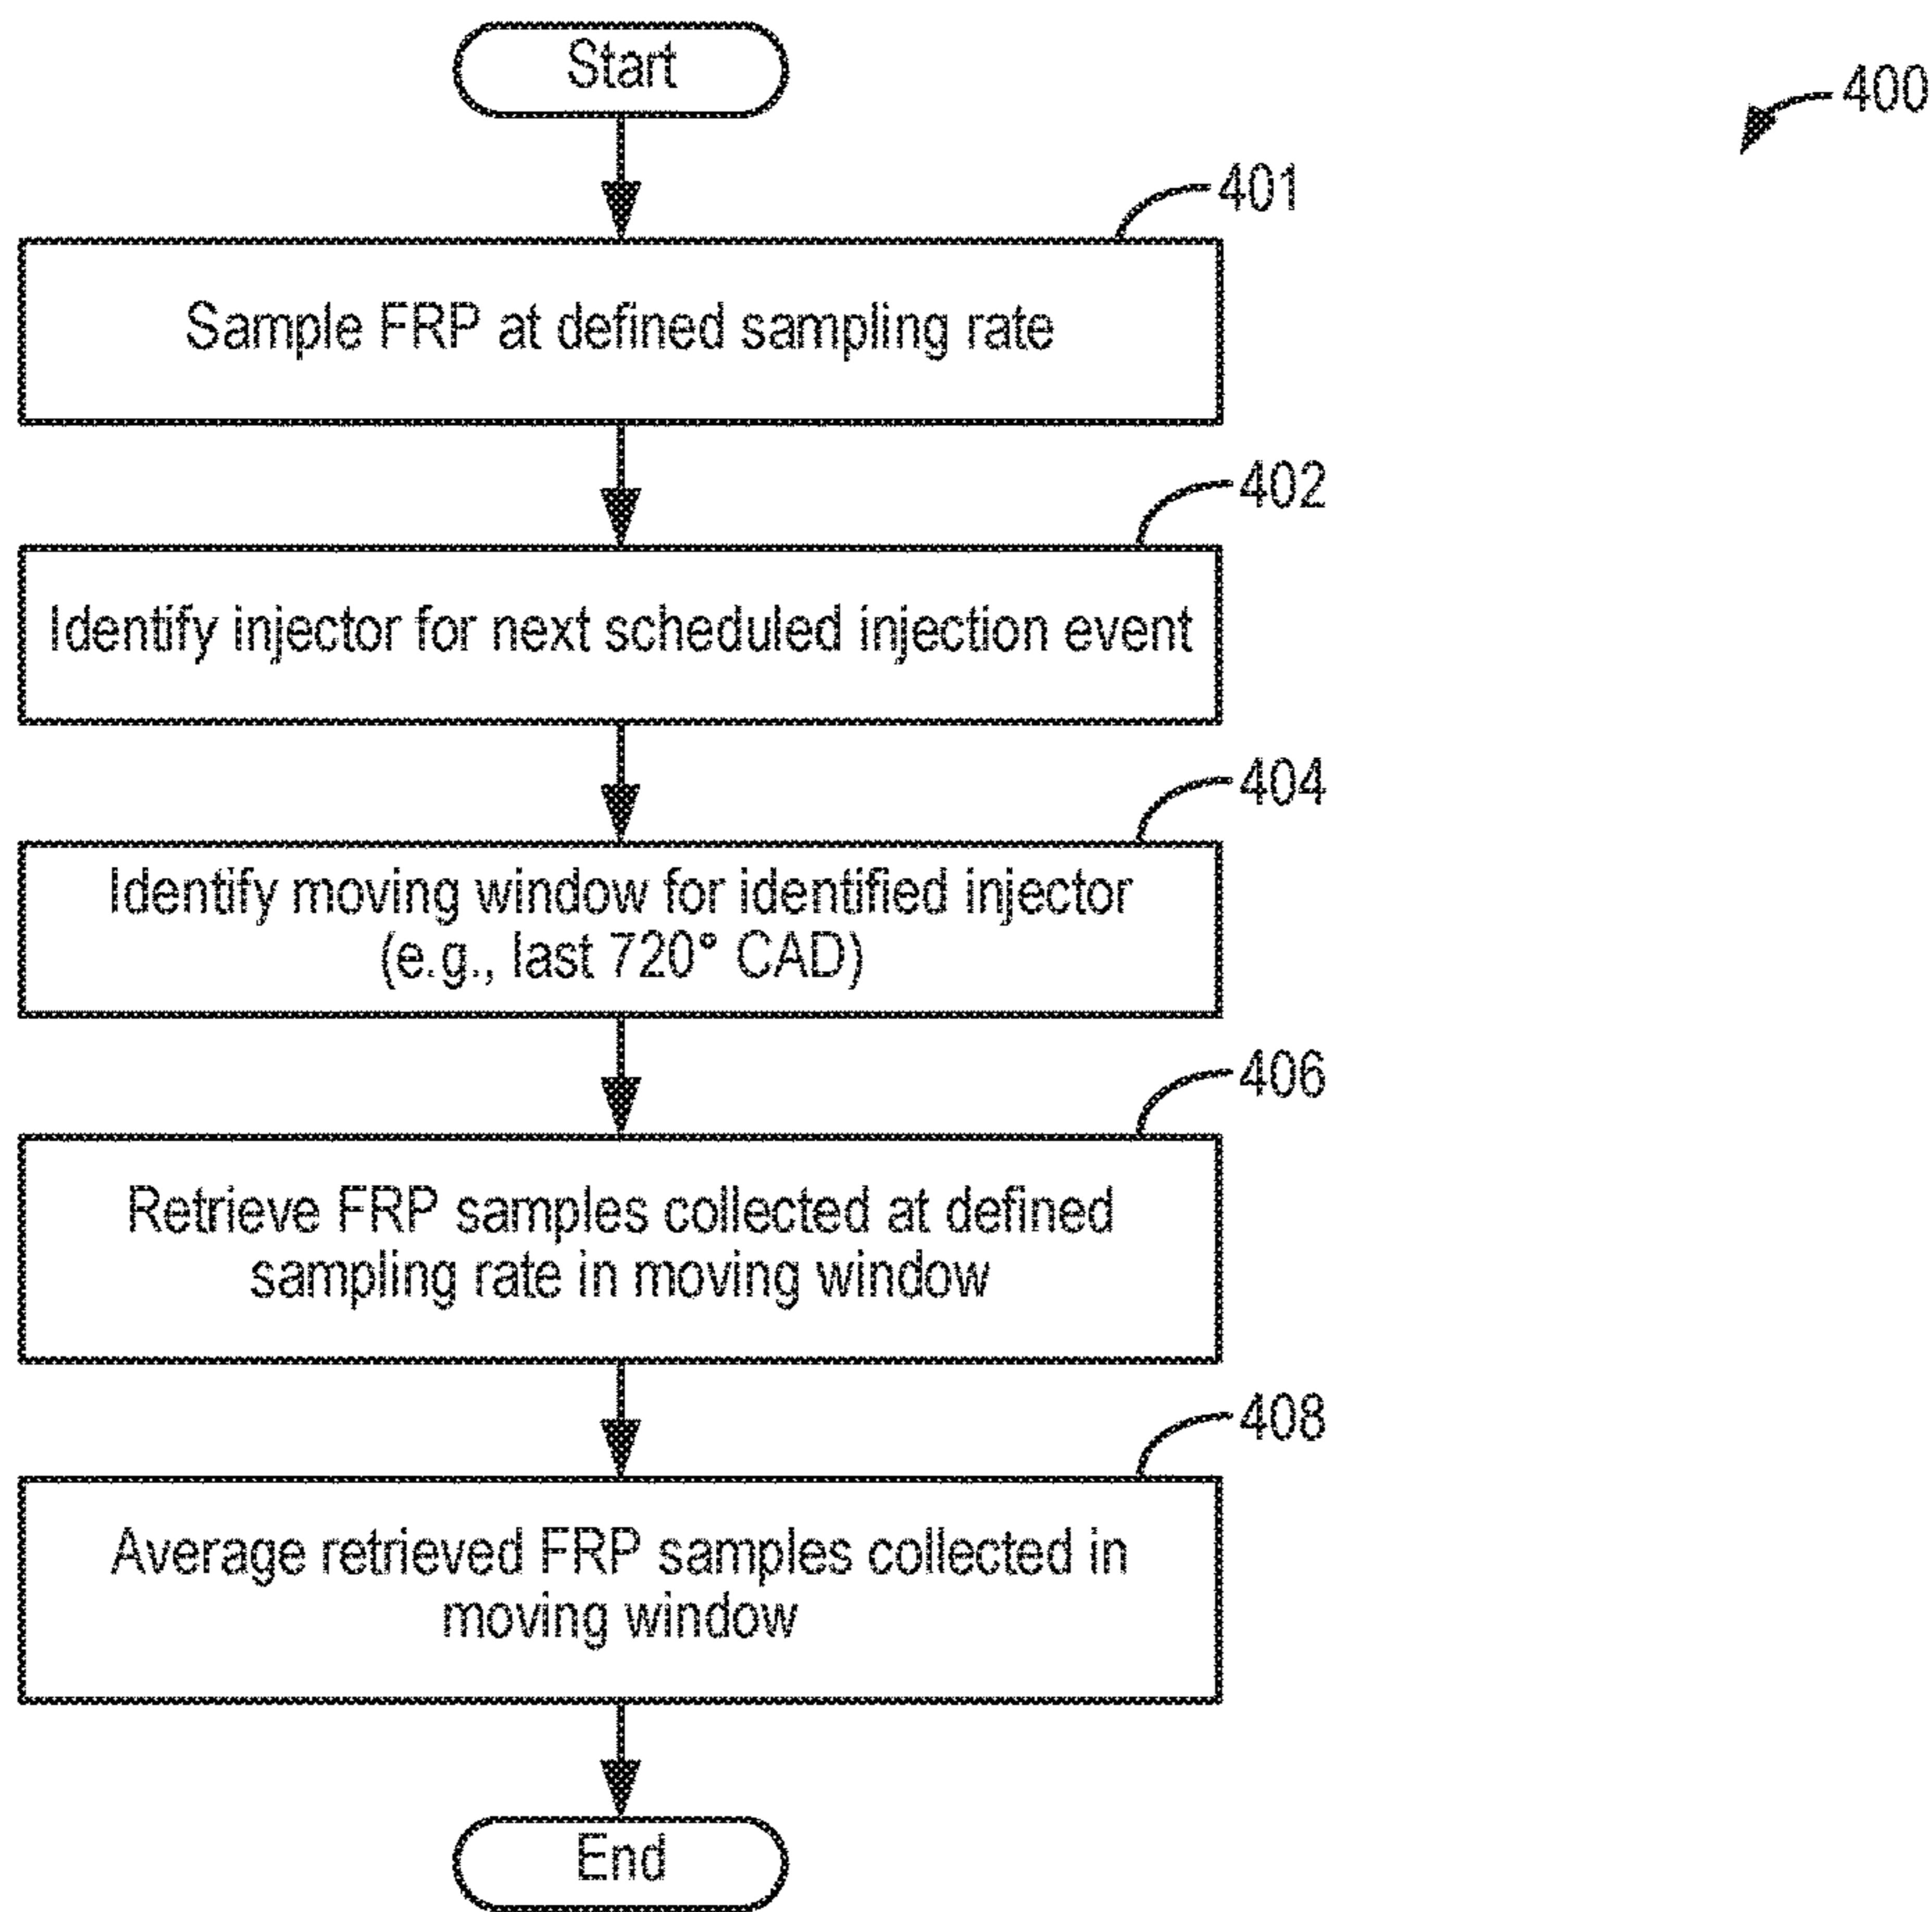 Start
400
401
Sample FRP at defined sampling rate
402
Identify injector for next scheduled injection event
404
Identify moving window for identified injector
(e.g., last 720° CAD)
406
Retrieve FRP samples collected at defined
sampling rate in moving window
408
Average retrieved FRP samples collected in
moving window
End